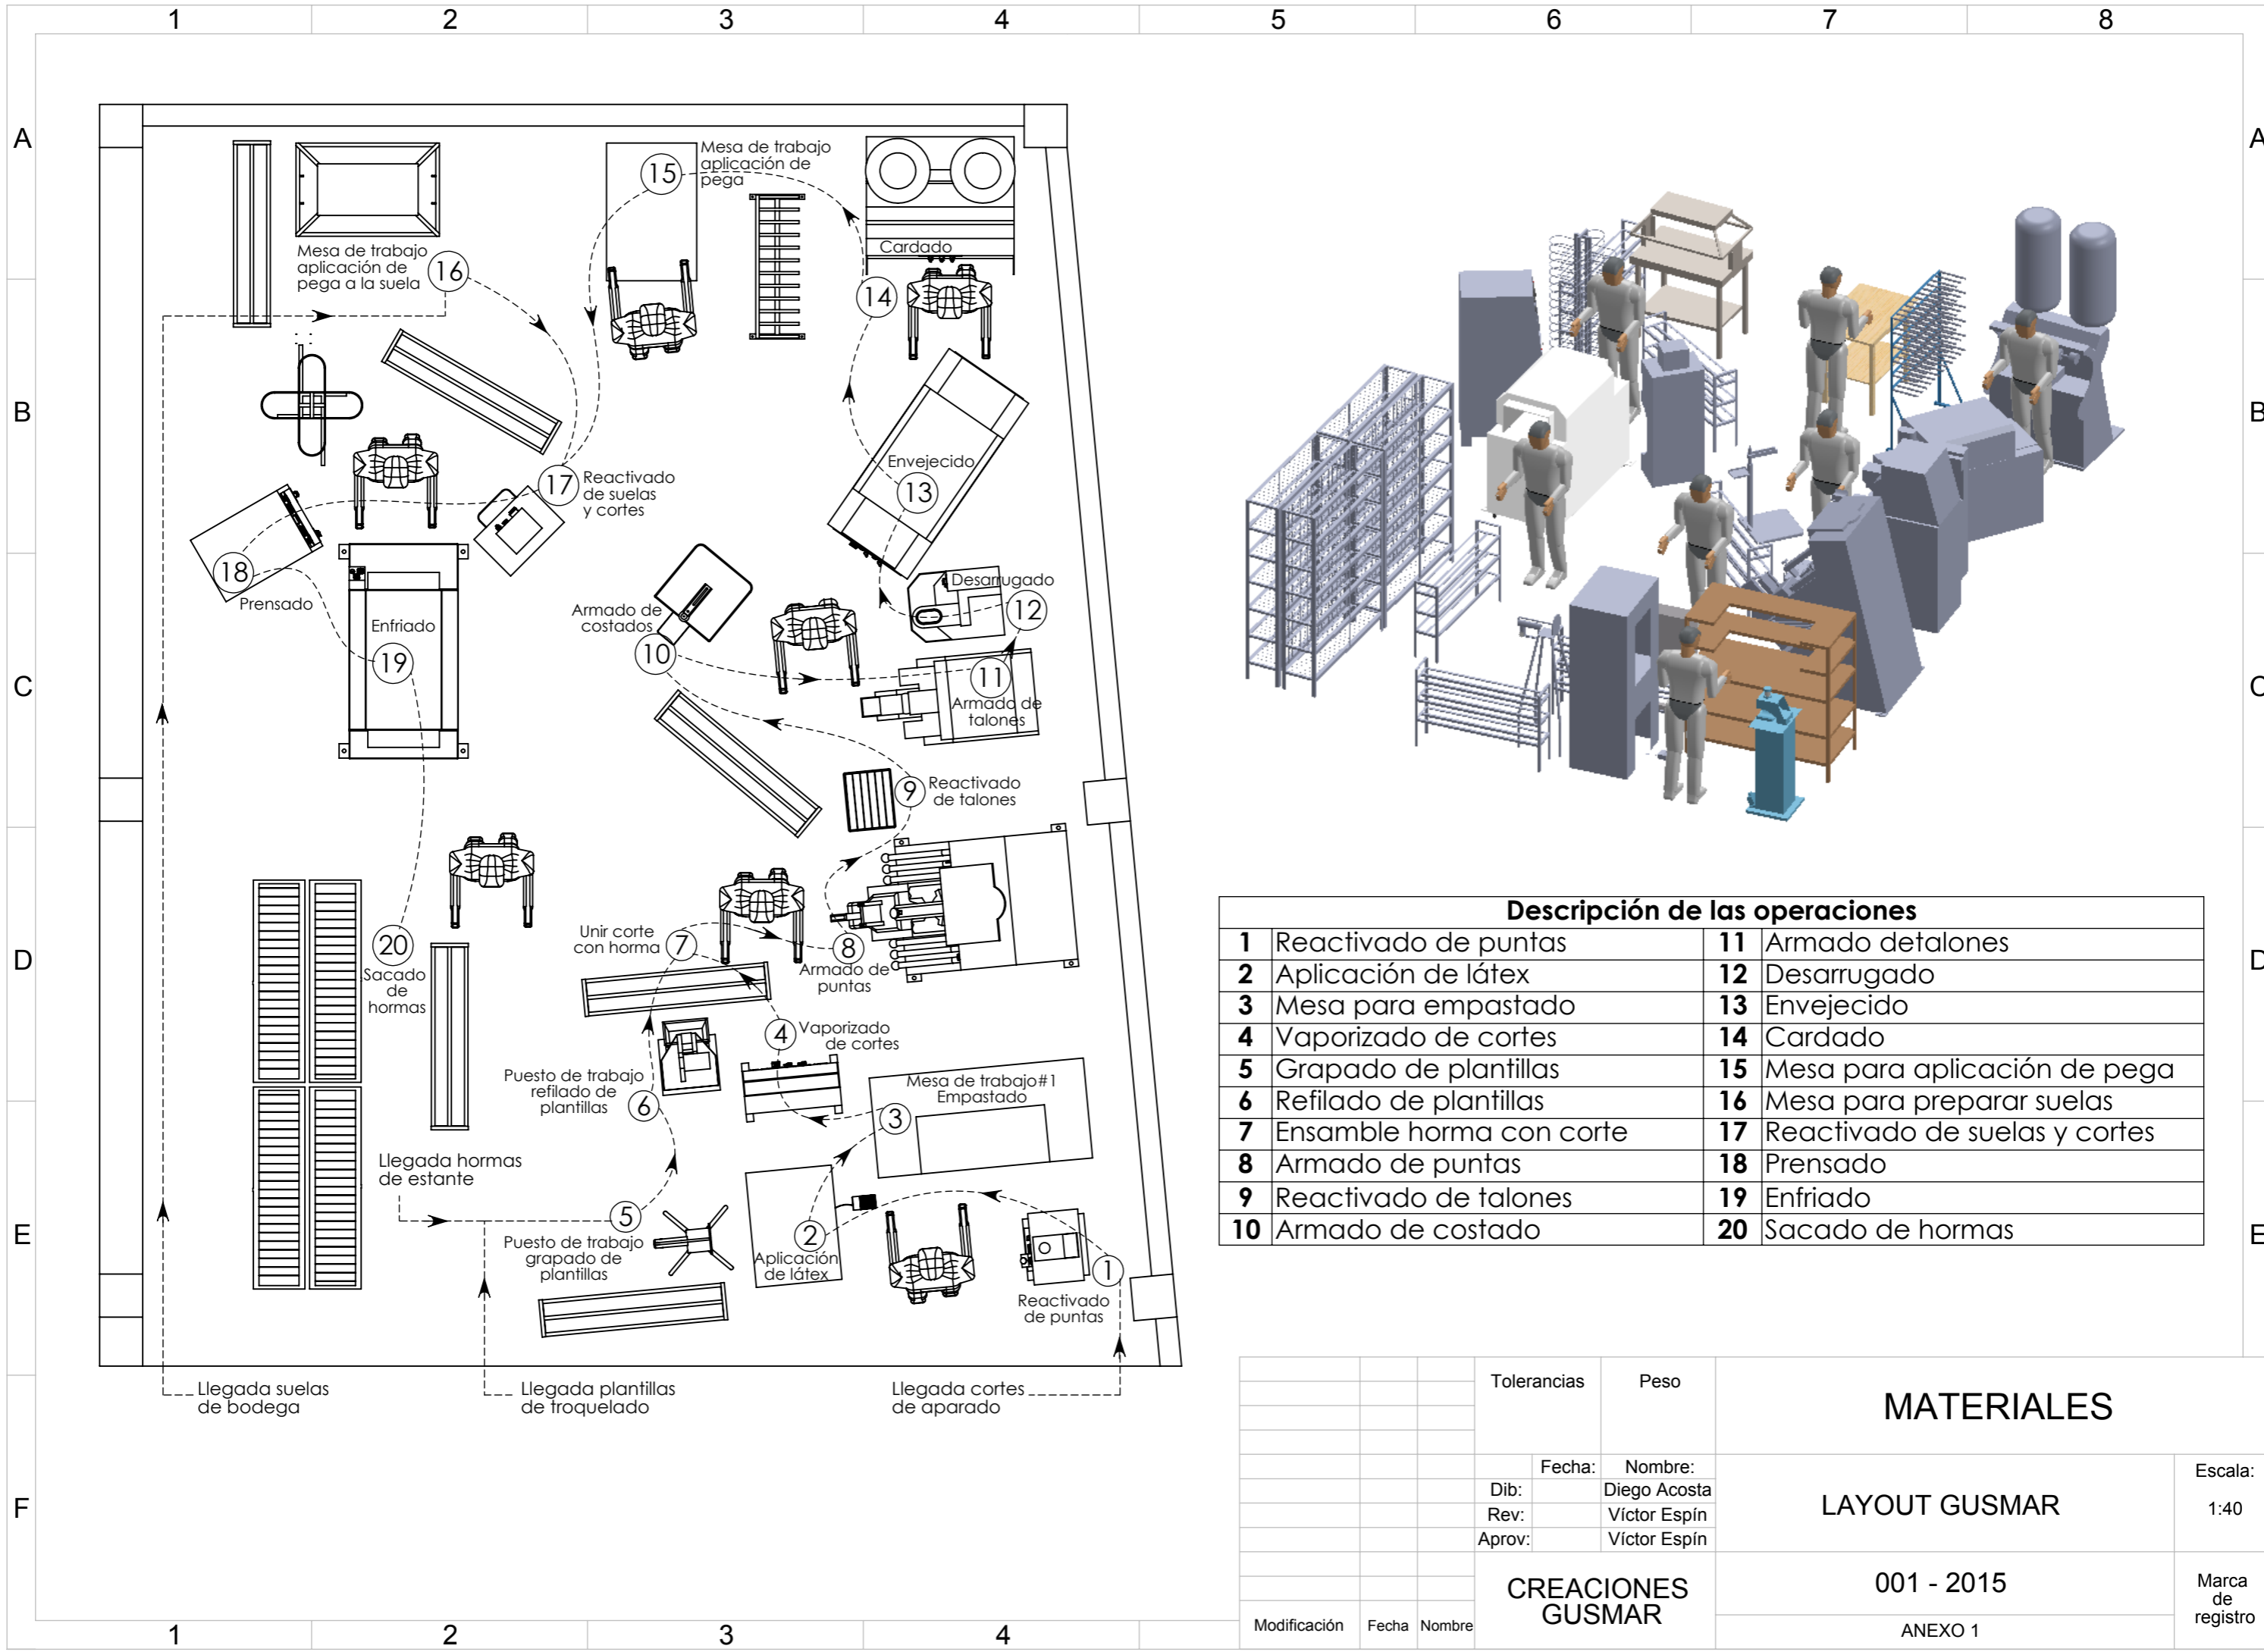 1 2 3 4 5 6 7 8
A A
B B
C C
D D
E E
F
1 2 3 4
15
Mesa de trabajo
aplicación de
pega
Cardado
14
Mesa de trabajo
aplicación de
pega a la suela
16
17
Reactivado
de suelas
y cortes
Envejecido
13
18
Prensado
Enfriado
19
Armado de
costados
10
Desarrugado
12
11
Armado de
talones
9
Reactivado
de talones
20
Sacado
de
hormas
Unir corte
con horma
7
8
Armado de
puntas
4
Vaporizado
de cortes
Puesto de trabajo
refilado de
plantillas
6
Mesa de trabajo#1
Empastado
3
Llegada hormas
de estante
5
Puesto de trabajo
grapado de
plantillas
2
Aplicación
de látex
1
Reactivado
de puntas
Llegada suelas
de bodega
Llegada plantillas
de troquelado
Llegada cortes
de aparado
Descripción de las operaciones
1 Reactivado de puntas 11 Armado detalones
2 Aplicación de látex 12 Desarrugado
3 Mesa para empastado 13 Envejecido
4 Vaporizado de cortes 14 Cardado
5 Grapado de plantillas 15 Mesa para aplicación de pega
6 Refilado de plantillas 16 Mesa para preparar suelas
7 Ensamble horma con corte 17 Reactivado de suelas y cortes
8 Armado de puntas 18 Prensado
9 Reactivado de talones 19 Enfriado
10 Armado de costado 20 Sacado de hormas
Tolerancias Peso
MATERIALES
Fecha: Nombre:
Dib: Diego Acosta
Rev: Víctor Espín
Aprov: Víctor Espín
LAYOUT GUSMAR
Escala:
1:40
CREACIONES
GUSMAR
001 - 2015
ANEXO 1
Marca
de
registro
Modificación Fecha Nombre